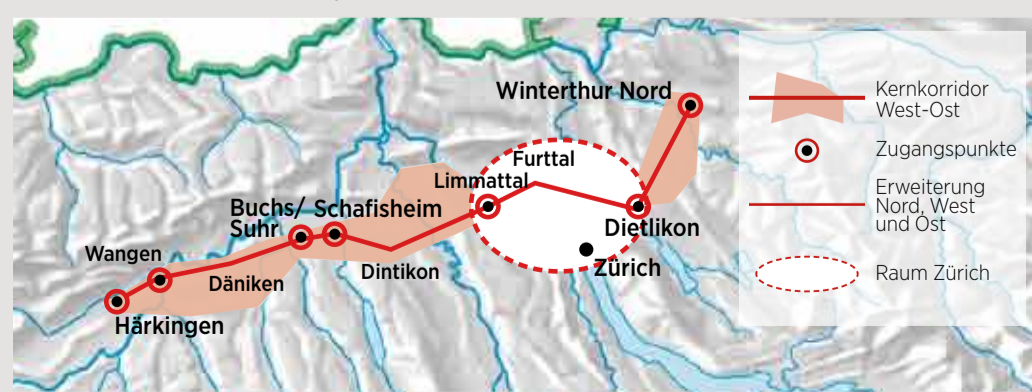 Winterthur Nord
Furttal
Limmattal
Buchs/
Suhr
Schafisheim
Dietlikon
Wangen
Zürich
Dintikon
Däniken
Härkingen
Kernkorridor
West-Ost
Zugangspunkte
Erweiterung
Nord, West
und Ost
Raum Zürich